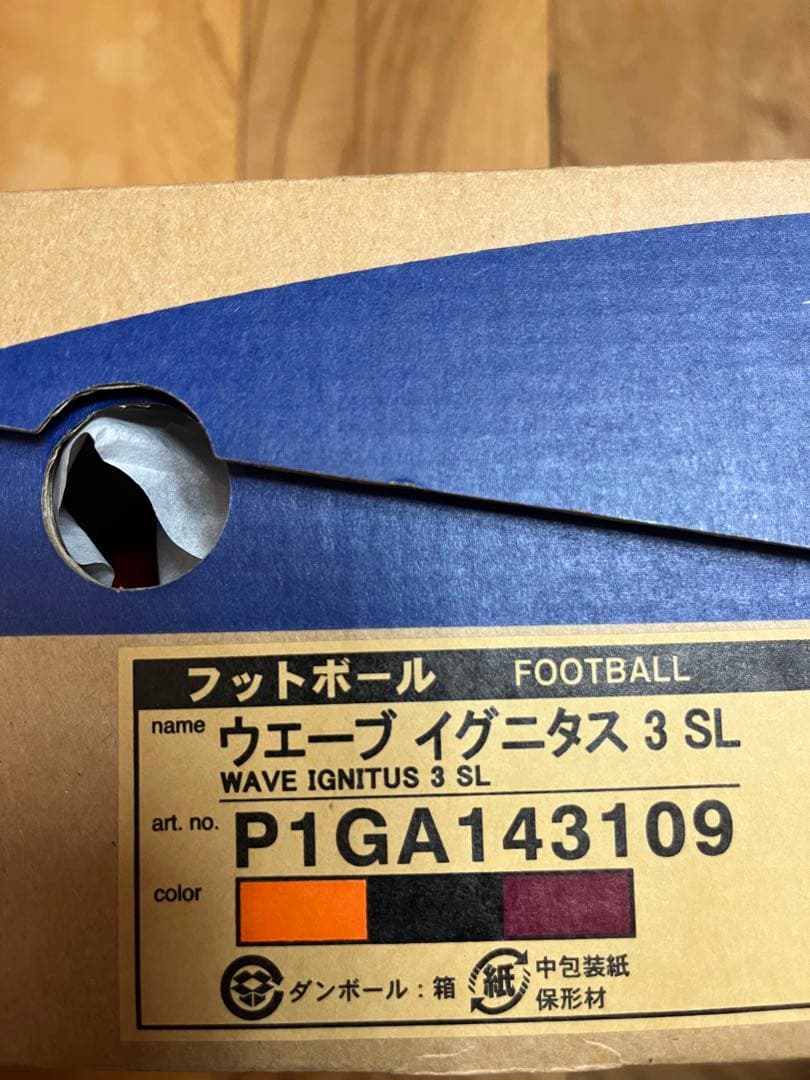 フットボール FOOTBALL
name ウエーブ イグニタス 3 SL
WAVE IGNITUS 3 SL
art. no. P1GA143109
color
ダンボール：箱 紙 中包装紙
保形材